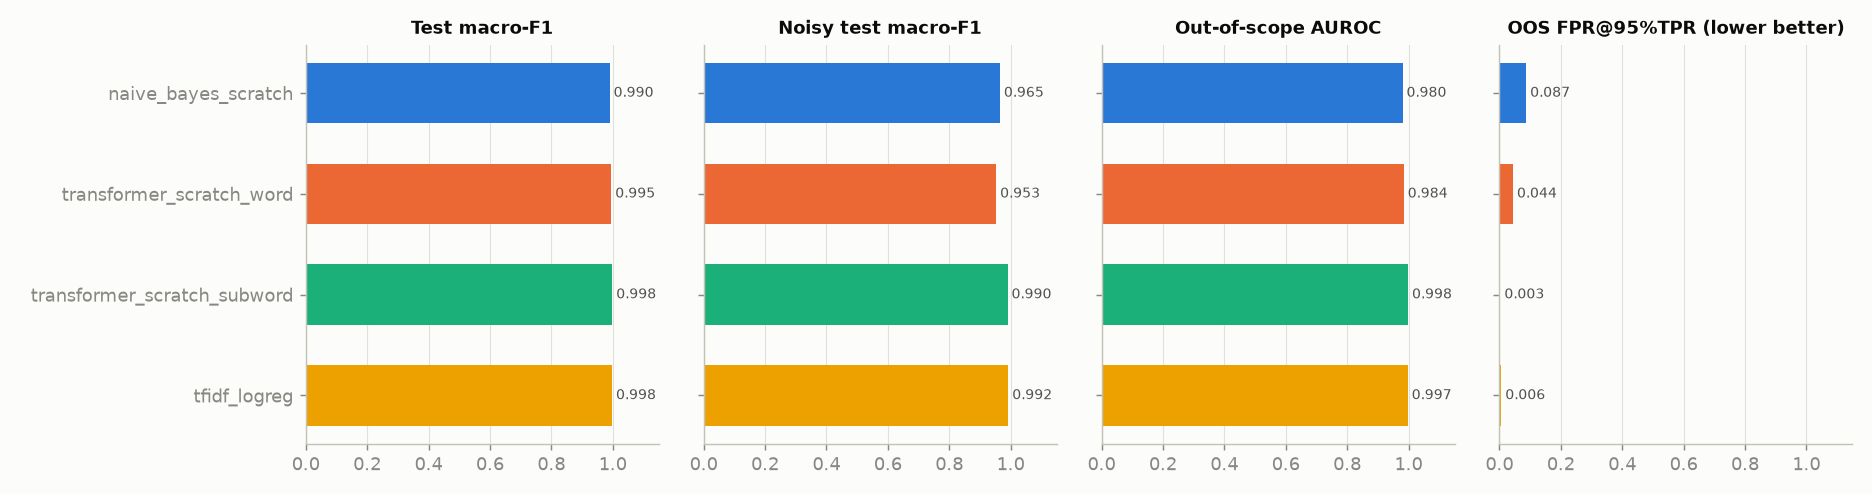 Test macro-F1
Noisy test macro-F1
Out-of-scope AUROC
OOS FPR@95%TPR (lower better)
naive_bayes_scratch
0.990
0.965
0.980
0.087
transformer_scratch_word
0.995
0.953
0.984
0.044
transformer_scratch_subword
0.998
0.990
0.998
0.003
tfidf_logreg
0.998
0.992
0.997
0.006
0.0 0.2 0.4 0.6 0.8 1.0
0.0 0.2 0.4 0.6 0.8 1.0
0.0 0.2 0.4 0.6 0.8 1.0
0.0 0.2 0.4 0.6 0.8 1.0